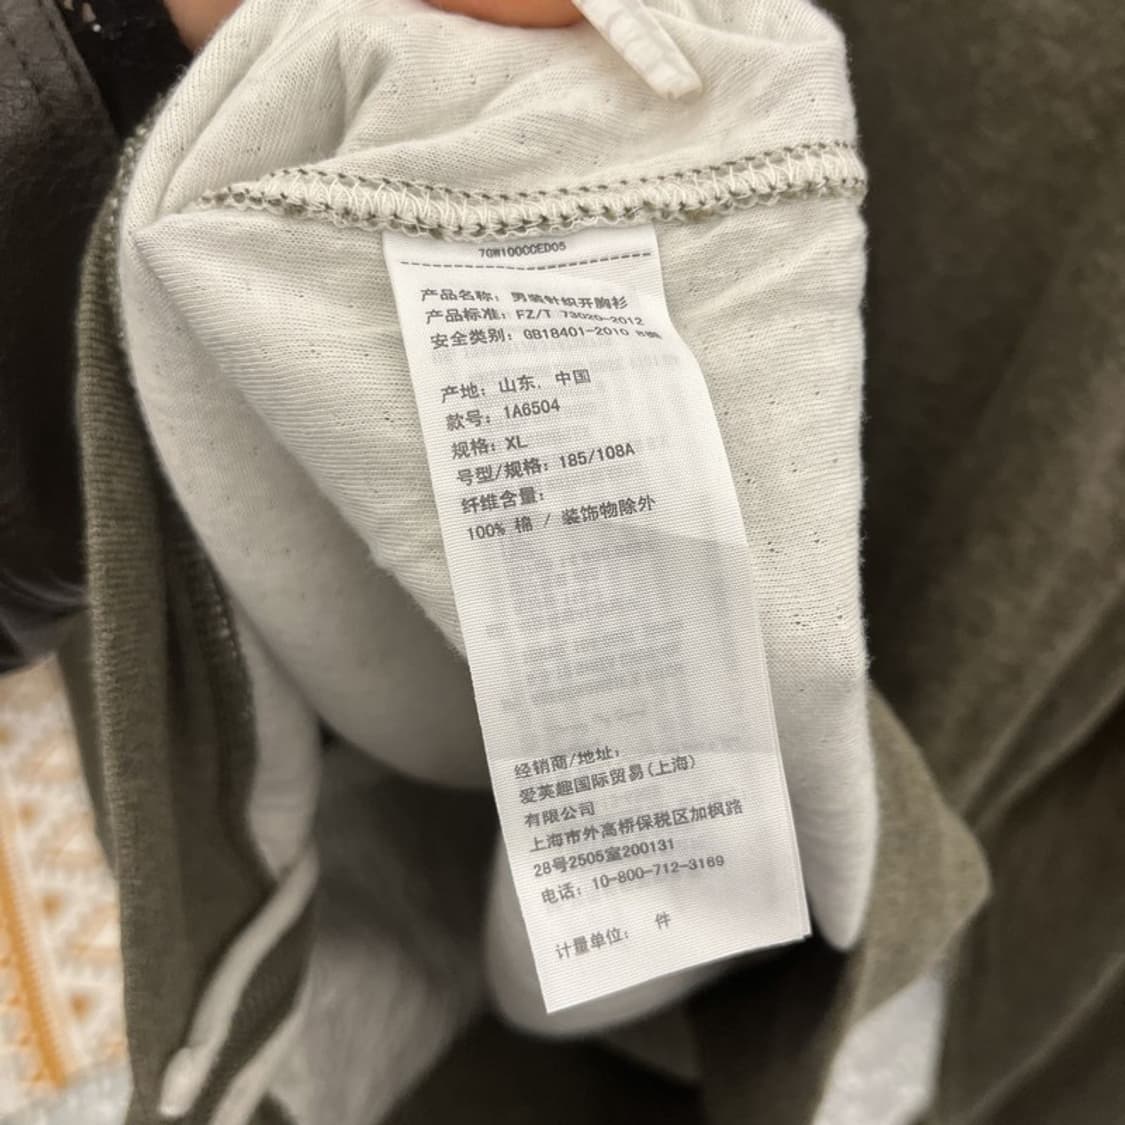 7GW100CCED05
产品名称：男装针织开胸衫
产品标准：FZ/T 73020-2012
安全类别：GB18401-2010 B类
产地：山东，中国
款号：1A6504
规格：XL
号型/规格：185/108A
纤维含量：
100% 棉 / 装饰物除外
经销商/地址，
爱英趣国际贸易(上海)
有限公司
上海市外高桥保税区加枫路
28号2505室200131
电话：10-800-712-3169
计量单位： 件